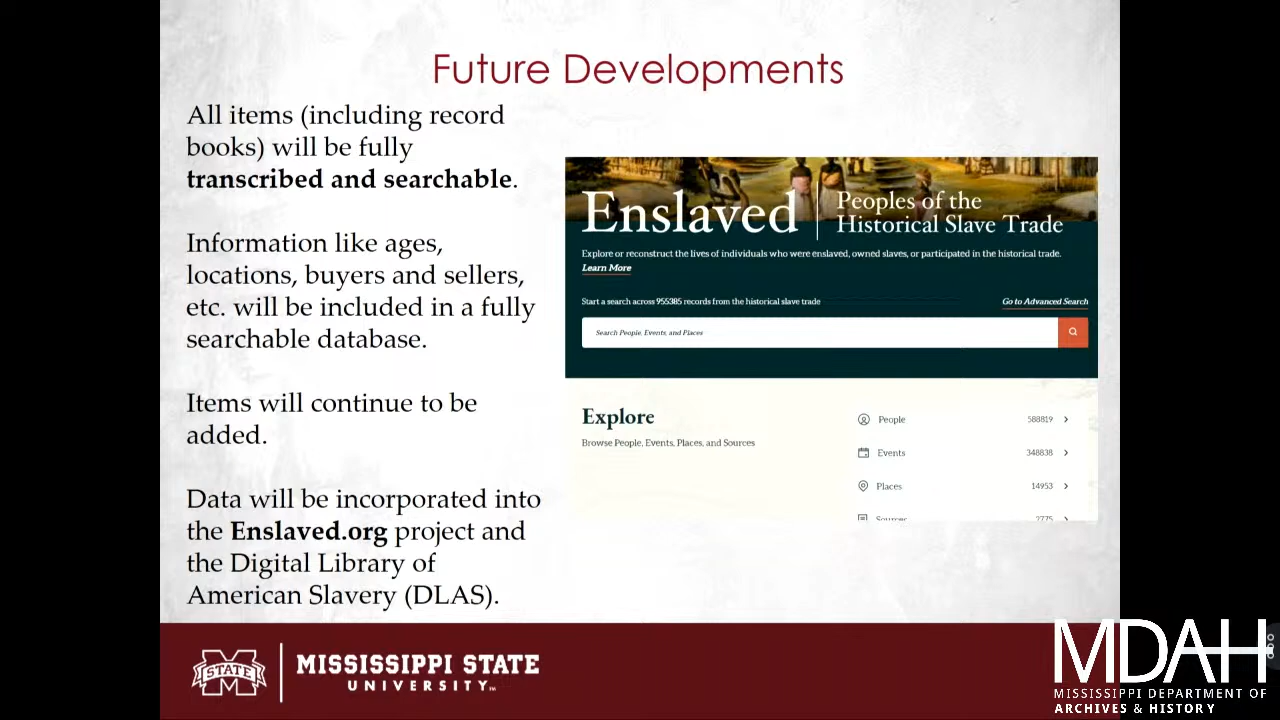 Future Developments
All items (including record
books) will be fully
transcribed and searchable.
Information like ages,
locations, buyers and sellers,
etc. will be included in a fully
searchable database.
Items will continue to be
added.
Data will be incorporated into
the Enslaved.org project and
the Digital Library of
American Slavery (DLAS).
Enslaved
Peoples of the
Historical Slave Trade
Explore or reconstruct the lives of individuals who were enslaved, owned slaves, or participated in the historical trade.
Learn More
Start a search across 955385 records from the historical slave trade
Go to Advanced Search
Search People, Events, and Places
Explore
Browse People, Events, Places, and Sources
People 588819
Events 348838
Places 14953
Sources 2775
STATE
M
MISSISSIPPI STATE
UNIVERSITY™
MDAH
MISSISSIPPI DEPARTMENT OF
ARCHIVES & HISTORY